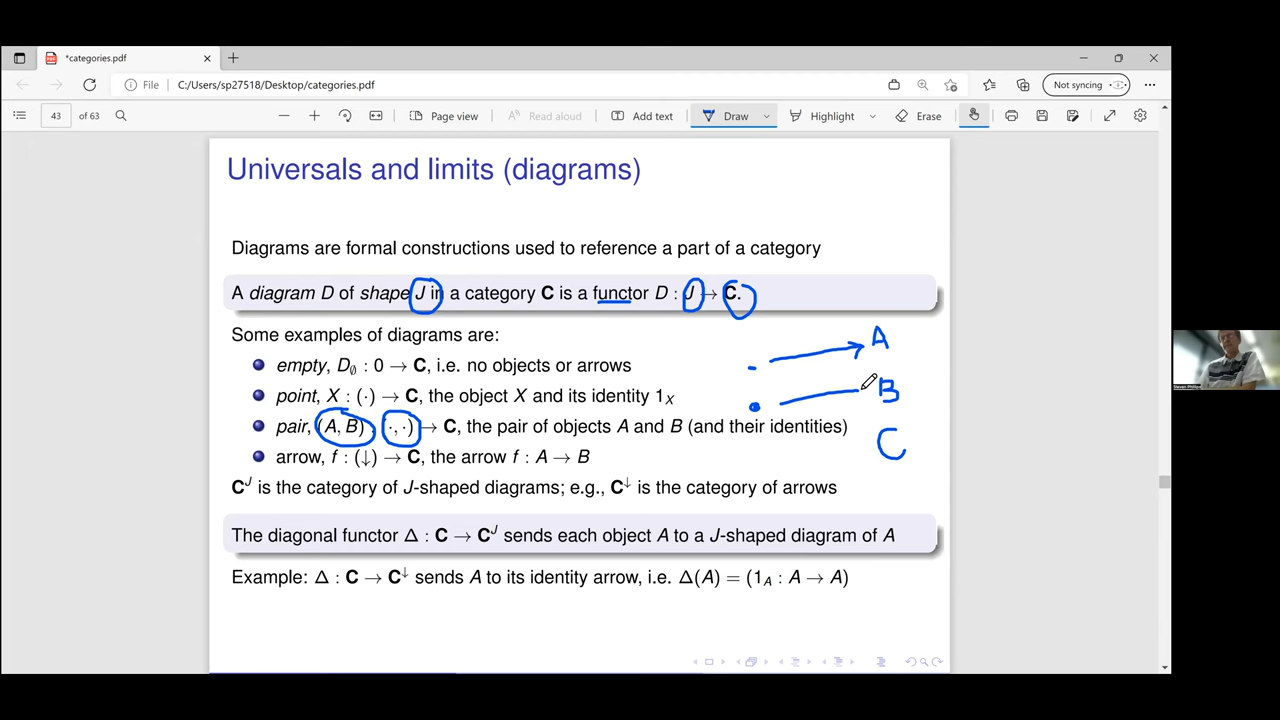 *categories.pdf
File C:/Users/sp27518/Desktop/categories.pdf Not syncing
43 of 63 Page view Read aloud Add text Draw Highlight Erase
Universals and limits (diagrams)
Diagrams are formal constructions used to reference a part of a category
A diagram D of shape J in a category C is a functor D : J → C.
Some examples of diagrams are:
empty, D∅ : 0 → C, i.e. no objects or arrows
point, X : (·) → C, the object X and its identity 1X
pair, (A, B) : (·, ·) → C, the pair of objects A and B (and their identities)
arrow, f : (↓) → C, the arrow f : A → B
A
B
C
C^J is the category of J-shaped diagrams; e.g., C^↓ is the category of arrows
The diagonal functor Δ : C → C^J sends each object A to a J-shaped diagram of A
Example: Δ : C → C^↓ sends A to its identity arrow, i.e. Δ(A) = (1A : A → A)